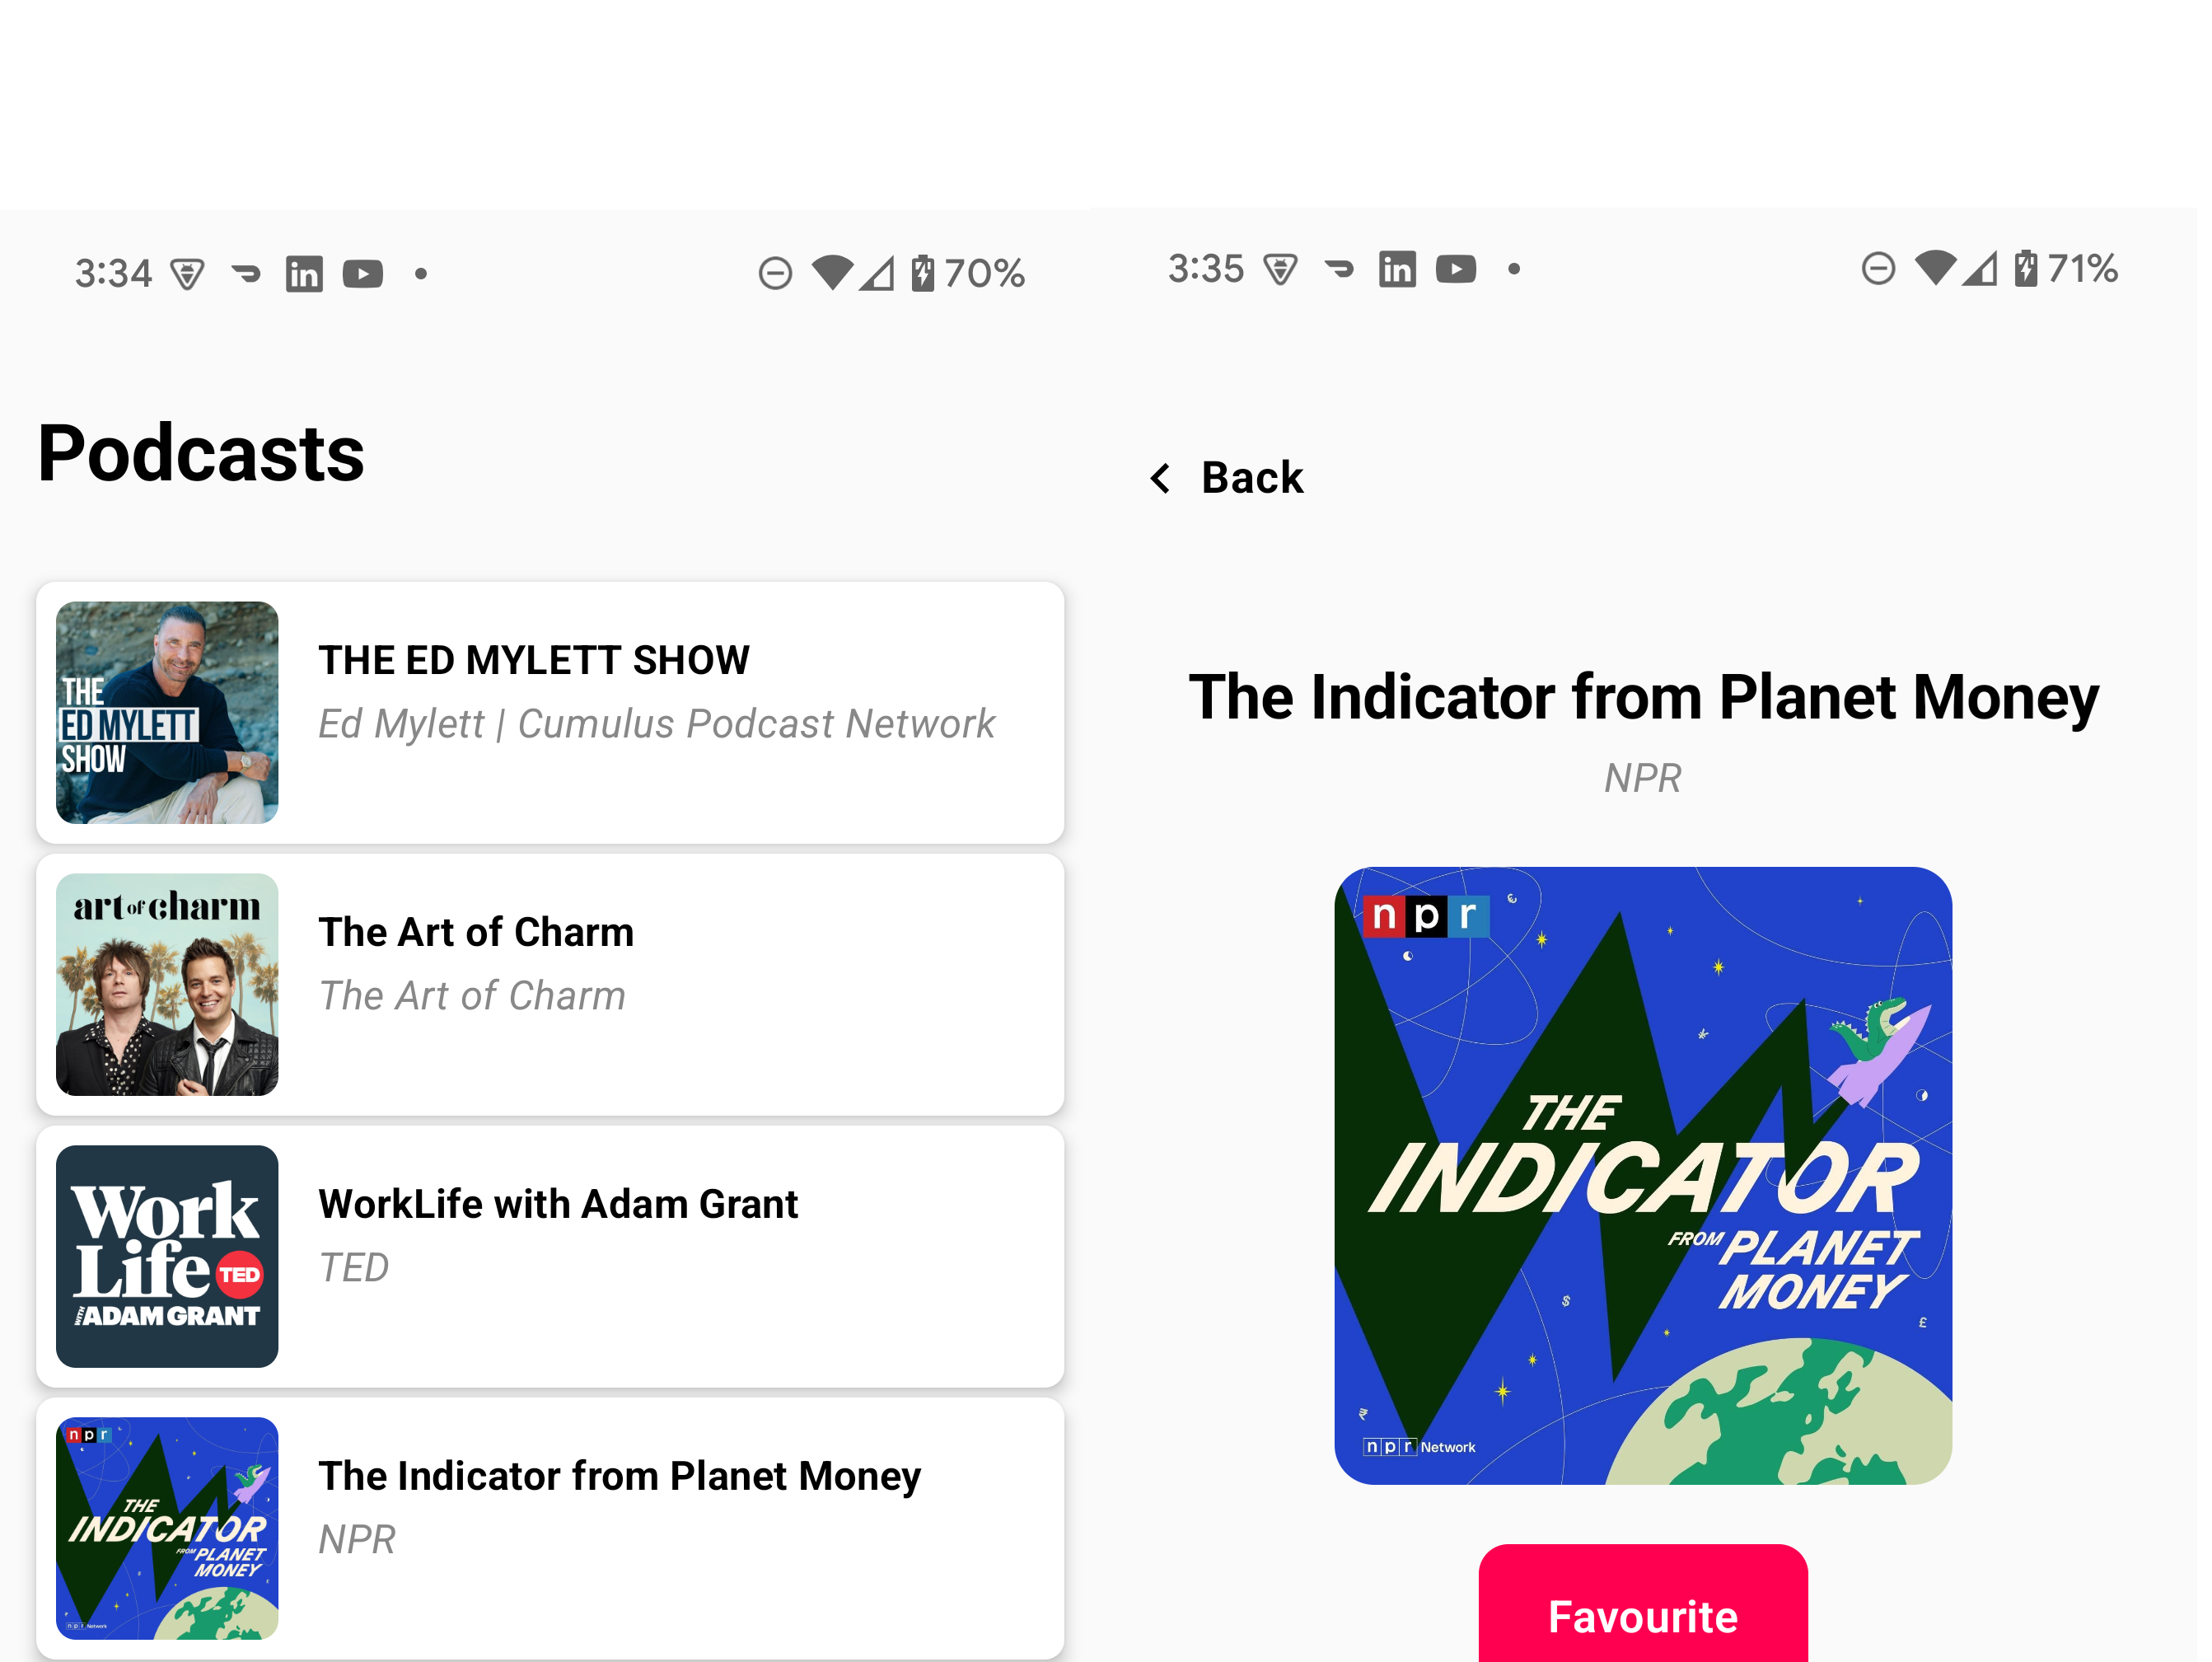 3:34
70%
Podcasts
THE
ED MYLETT
SHOW
THE ED MYLETT SHOW
Ed Mylett | Cumulus Podcast Network
art of charm
The Art of Charm
The Art of Charm
Work
Life TED
WITH ADAM GRANT
WorkLife with Adam Grant
TED
npr
THE
INDICATOR
FROM PLANET
MONEY
npr Network
The Indicator from Planet Money
NPR
3:35
71%
Back
The Indicator from Planet Money
NPR
npr
THE
INDICATOR
FROM PLANET
MONEY
$
£
₹
npr Network
Favourite